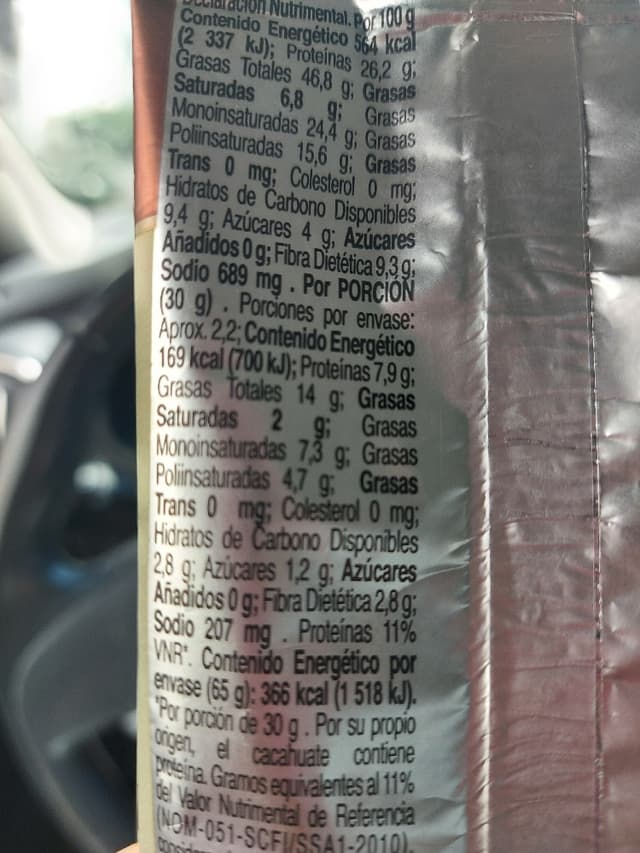 Declaración Nutrimental. Por 100 g
Contenido Energético 564 kcal
(2 337 kJ); Proteínas 26,2 g;
Grasas Totales 46,8 g; Grasas
Saturadas 6,8 g; Grasas
Monoinsaturadas 24,4 g; Grasas
Poliinsaturadas 15,6 g; Grasas
Trans 0 mg; Colesterol 0 mg;
Hidratos de Carbono Disponibles
9,4 g; Azúcares 4 g; Azúcares
Añadidos 0 g; Fibra Dietética 9,3 g;
Sodio 689 mg . Por PORCIÓN
(30 g) . Porciones por envase:
Aprox. 2,2; Contenido Energético
169 kcal (700 kJ); Proteínas 7,9 g;
Grasas Totales 14 g; Grasas
Saturadas 2 g; Grasas
Monoinsaturadas 7,3 g; Grasas
Poliinsaturadas 4,7 g; Grasas
Trans 0 mg; Colesterol 0 mg;
Hidratos de Carbono Disponibles
2,8 g; Azúcares 1,2 g; Azúcares
Añadidos 0 g; Fibra Dietética 2,8 g;
Sodio 207 mg . Proteínas 11%
VNR*. Contenido Energético por
envase (65 g): 366 kcal (1 518 kJ).
*Por porción de 30 g . Por su propio
origen, el cacahuate contiene
proteína. Gramos equivalentes al 11%
del Valor Nutrimental de Referencia
(NOM-051-SCFI/SSA1-2010),